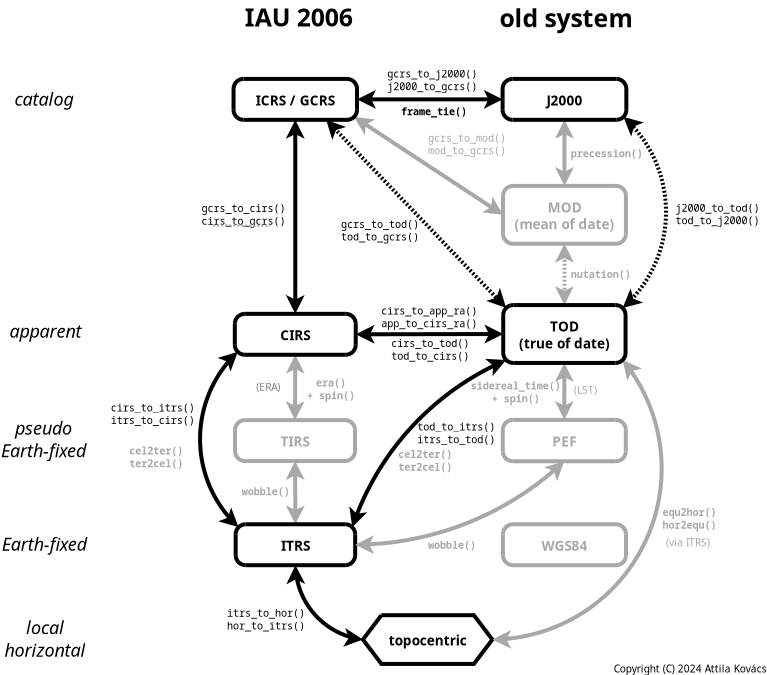 IAU 2006
old system
catalog
ICRS / GCRS
gcrs_to_j2000()
j2000_to_gcrs()
frame_tie()
J2000
gcrs_to_mod()
mod_to_gcrs()
precession()
gcrs_to_cirs()
cirs_to_gcrs()
gcrs_to_tod()
tod_to_gcrs()
MOD
(mean of date)
j2000_to_tod()
tod_to_j2000()
nutation()
apparent
CIRS
cirs_to_app_ra()
app_to_cirs_ra()
cirs_to_tod()
tod_to_cirs()
TOD
(true of date)
(ERA)
era()
+ spin()
sidereal_time()
+ spin()
(LST)
cirs_to_itrs()
itrs_to_cirs()
cel2ter()
ter2cel()
pseudo
Earth-fixed
TIRS
tod_to_itrs()
itrs_to_tod()
cel2ter()
ter2cel()
PEF
wobble()
equ2hor()
hor2equ()
(via ITRS)
Earth-fixed
ITRS
wobble()
WGS84
itrs_to_hor()
hor_to_itrs()
local
horizontal
topocentric
Copyright (C) 2024 Attila Kovács